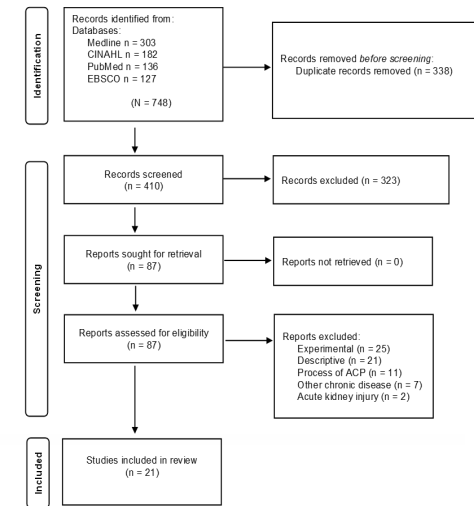 Identification
Records identified from:
Databases:
Medline n = 303
CINAHL n = 182
PubMed n = 136
EBSCO n = 127
(N = 748)
Records removed before screening:
Duplicate records removed (n = 338)
Screening
Records screened
(n = 410)
Records excluded (n = 323)
Reports sought for retrieval
(n = 87)
Reports not retrieved (n = 0)
Reports assessed for eligibility
(n = 87)
Reports excluded:
Experimental (n = 25)
Descriptive (n = 21)
Process of ACP (n = 11)
Other chronic disease (n = 7)
Acute kidney injury (n = 2)
Included
Studies included in review
(n = 21)